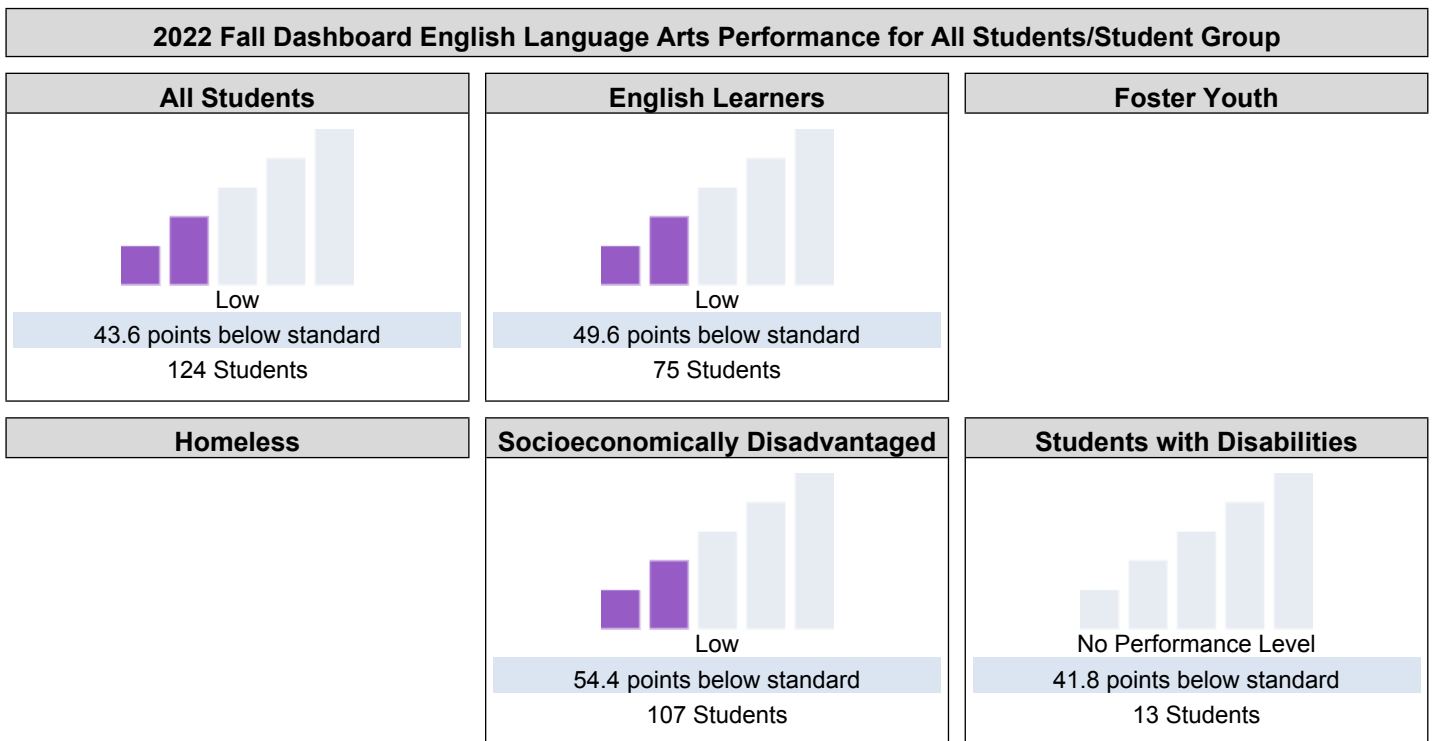 2022 Fall Dashboard English Language Arts Performance for All Students/Student Group
All Students
Low
43.6 points below standard
124 Students
English Learners
Low
49.6 points below standard
75 Students
Foster Youth
Homeless
Socioeconomically Disadvantaged
Low
54.4 points below standard
107 Students
Students with Disabilities
No Performance Level
41.8 points below standard
13 Students